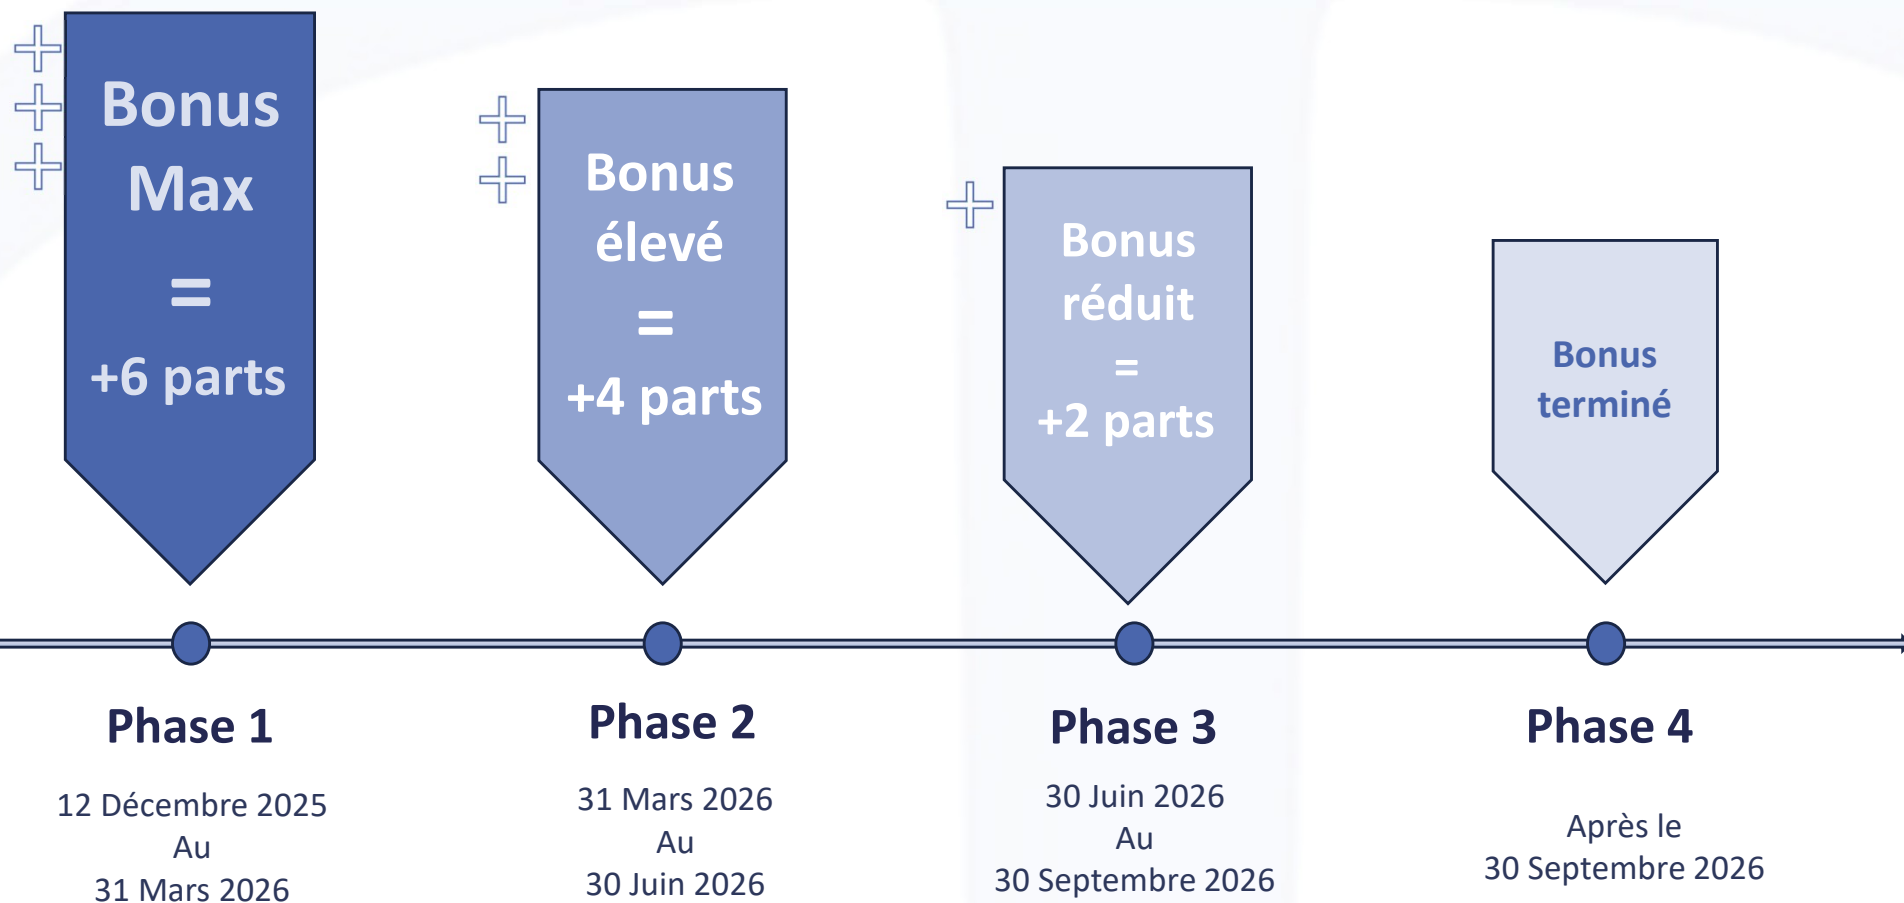 Bonus
Max
=
+6 parts
Bonus
élevé
=
+4 parts
Bonus
réduit
=
+2 parts
Bonus
terminé
Phase 1
12 Décembre 2025
Au
31 Mars 2026
Phase 2
31 Mars 2026
Au
30 Juin 2026
Phase 3
30 Juin 2026
Au
30 Septembre 2026
Phase 4
Après le
30 Septembre 2026